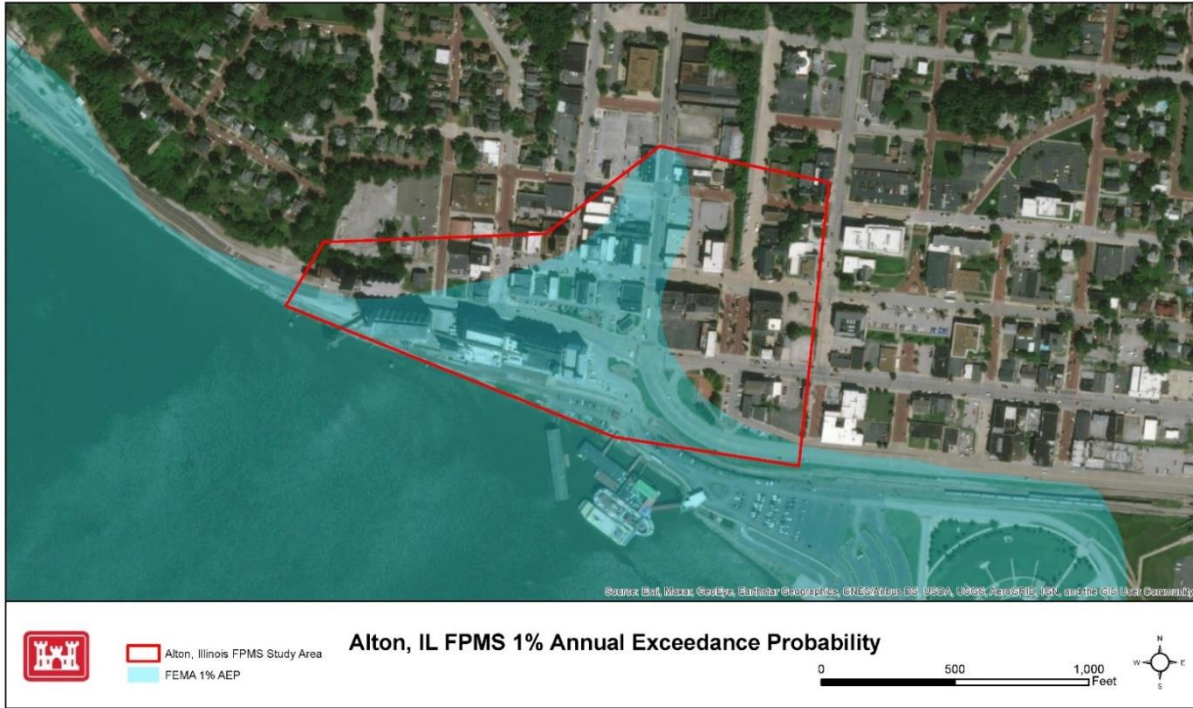 Source: Esri, Maxar, GeoEye, Earthstar Geographics, CNES/Airbus DS, USDA, USGS, AeroGRID, IGN, and the GIS User Community
Alton, IL FPMS 1% Annual Exceedance Probability
Alton, Illinois FPMS Study Area
FEMA 1% AEP
0 500 1,000
Feet
N
W E
S